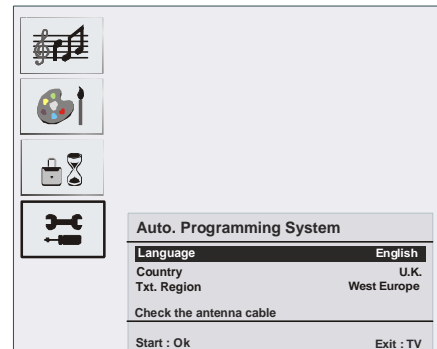 Auto. Programming System
Language English
Country U.K.
Txt. Region West Europe
Check the antenna cable
Start : Ok Exit : TV